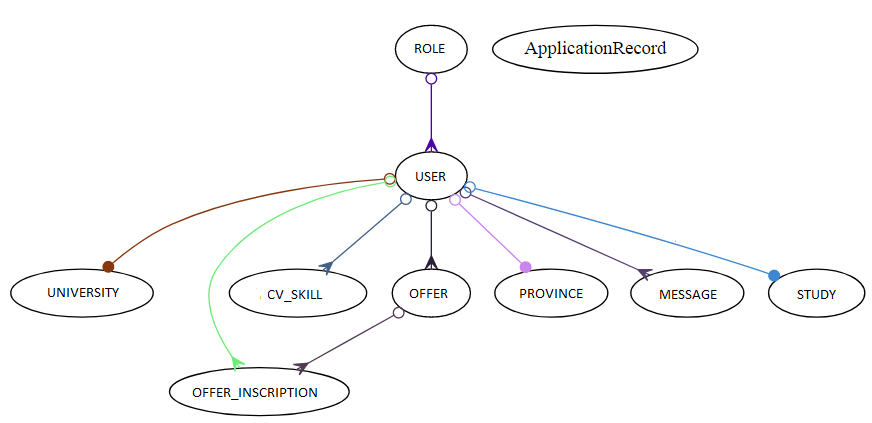 ROLE
ApplicationRecord
USER
UNIVERSITY
CV_SKILL
OFFER
PROVINCE
MESSAGE
STUDY
OFFER_INSCRIPTION